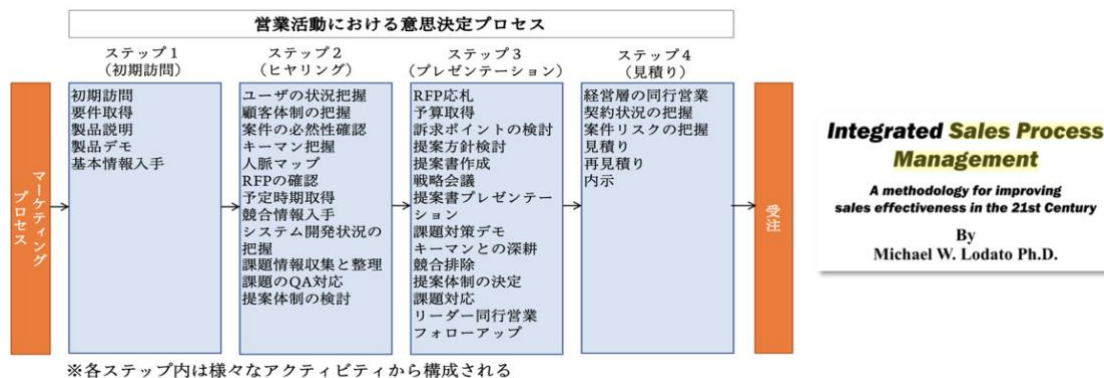 営業活動における意思決定プロセス
マーケティング
プロセス
ステップ１
（初期訪問）
初期訪問
要件取得
製品説明
製品デモ
基本情報入手
ステップ２
（ヒヤリング）
ユーザの状況把握
顧客体制の把握
案件の必然性確認
キーマン把握
人脈マップ
RFPの確認
予定時期取得
競合情報入手
システム開発状況の
把握
課題情報収集と整理
課題のQA対応
提案体制の検討
ステップ３
（プレゼンテーション）
RFP応札
予算取得
訴求ポイントの検討
提案方針検討
提案書作成
戦略会議
提案書プレゼンテー
ション
課題対策デモ
キーマンとの深耕
競合排除
提案体制の決定
課題対応
リーダー同行営業
フォローアップ
ステップ４
（見積り）
経営層の同行営業
契約状況の把握
案件リスクの把握
見積り
再見積り
内示
受注
※各ステップ内は様々なアクティビティから構成される
Integrated Sales Process
Management
A methodology for improving
sales effectiveness in the 21st Century
By
Michael W. Lodato Ph.D.